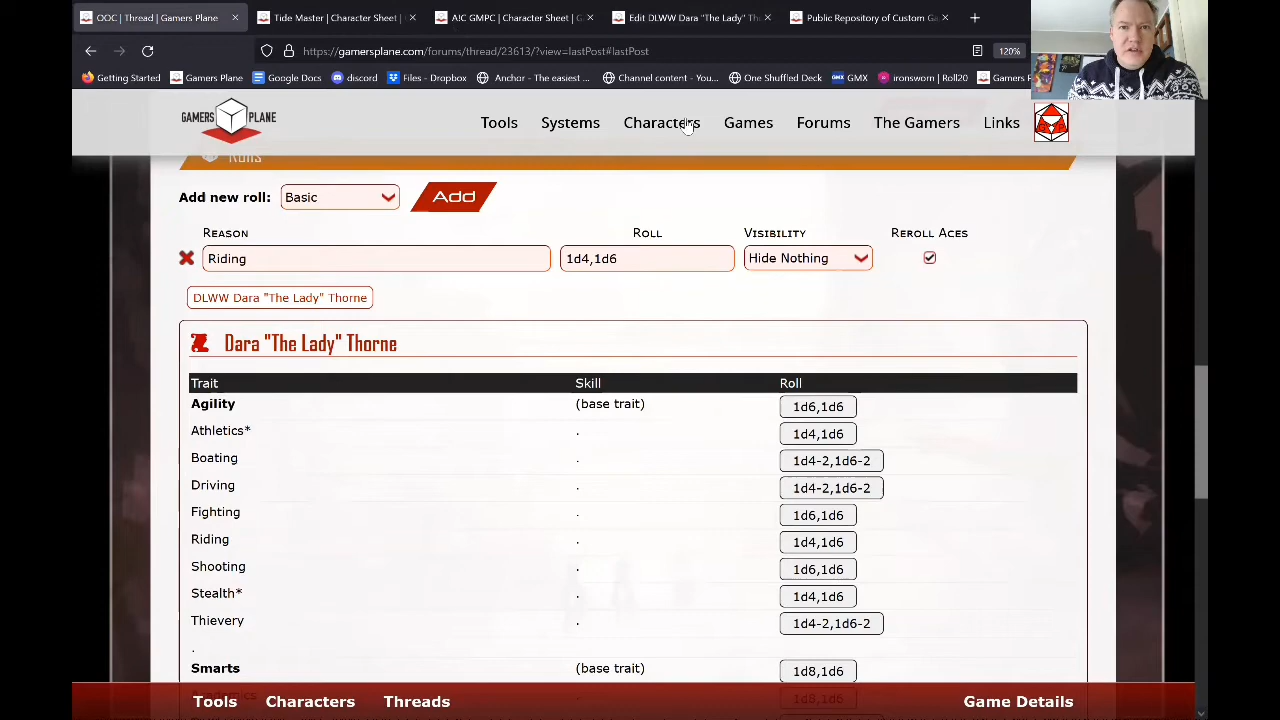 OOC | Thread | Gamers Plane
Tide Master | Character Sheet |
A!C GMPC | Character Sheet | G
Edit DLWW Dara "The Lady" Th
Public Repository of Custom Ga
https://gamersplane.com/forums/thread/23613/?view=lastPost#lastPost
120%
Getting Started
Gamers Plane
Google Docs
discord
Files - Dropbox
Anchor - The easiest ...
Channel content - You...
One Shuffled Deck
GMX
ironsworn | Roll20
Gamers
GAMERS PLANE
Tools
Systems
Characters
Games
Forums
The Gamers
Links
Rolls
Add new roll:
Basic
Add
REASON
ROLL
VISIBILITY
REROLL ACES
Riding
1d4,1d6
Hide Nothing
DLWW Dara "The Lady" Thorne
Dara "The Lady" Thorne
Trait Skill Roll
Agility (base trait) 1d6,1d6
Athletics* . 1d4,1d6
Boating . 1d4-2,1d6-2
Driving . 1d4-2,1d6-2
Fighting . 1d6,1d6
Riding . 1d4,1d6
Shooting . 1d6,1d6
Stealth* . 1d4,1d6
Thievery . 1d4-2,1d6-2
.
Smarts (base trait) 1d8,1d6
Academics 1d8,1d6
Tools
Characters
Threads
Game Details